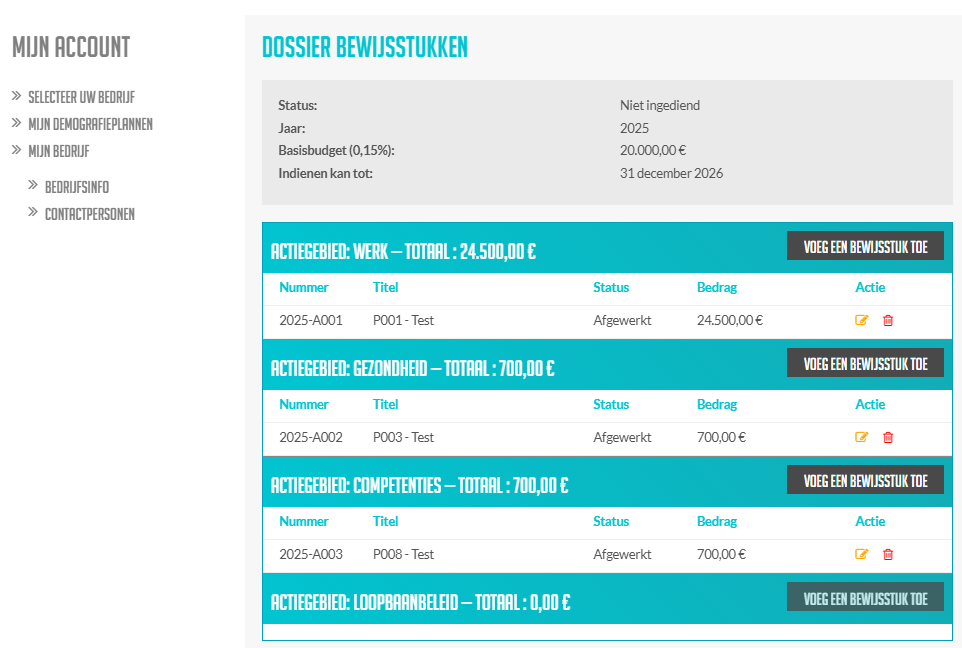 MIJN ACCOUNT
SELECTEER UW BEDRIJF
MIJN DEMOGRAFIEPLANNEN
MIJN BEDRIJF
BEDRIJFSINFO
CONTACTPERSONEN
DOSSIER BEWIJSSTUKKEN
Status: Niet ingediend
Jaar: 2025
Basisbudget (0,15%): 20.000,00 €
Indienen kan tot: 31 december 2026
ACTIEGEBIED: WERK – TOTAAL : 24.500,00 € VOEG EEN BEWIJSSTUK TOE
Nummer Titel Status Bedrag Actie
2025-A001 P001 - Test Afgewerkt 24.500,00 €
ACTIEGEBIED: GEZONDHEID – TOTAAL : 700,00 € VOEG EEN BEWIJSSTUK TOE
Nummer Titel Status Bedrag Actie
2025-A002 P003 - Test Afgewerkt 700,00 €
ACTIEGEBIED: COMPETENTIES – TOTAAL : 700,00 € VOEG EEN BEWIJSSTUK TOE
Nummer Titel Status Bedrag Actie
2025-A003 P008 - Test Afgewerkt 700,00 €
ACTIEGEBIED: LOOPBAANBELEID – TOTAAL : 0,00 € VOEG EEN BEWIJSSTUK TOE